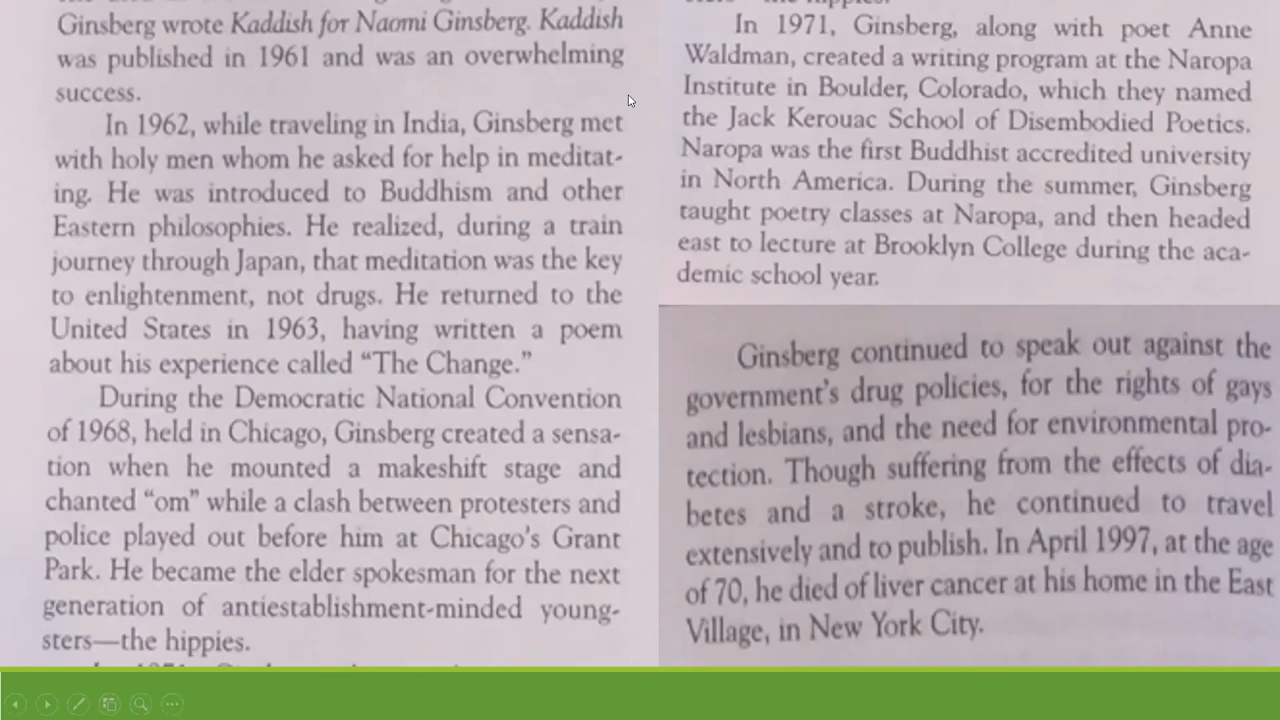 Ginsberg wrote Kaddish for Naomi Ginsberg. Kaddish
was published in 1961 and was an overwhelming
success.
In 1962, while traveling in India, Ginsberg met
with holy men whom he asked for help in meditat-
ing. He was introduced to Buddhism and other
Eastern philosophies. He realized, during a train
journey through Japan, that meditation was the key
to enlightenment, not drugs. He returned to the
United States in 1963, having written a poem
about his experience called “The Change.”
During the Democratic National Convention
of 1968, held in Chicago, Ginsberg created a sensa-
tion when he mounted a makeshift stage and
chanted “om” while a clash between protesters and
police played out before him at Chicago’s Grant
Park. He became the elder spokesman for the next
generation of antiestablishment-minded young-
sters—the hippies.
In 1971, Ginsberg, along with poet Anne
Waldman, created a writing program at the Naropa
Institute in Boulder, Colorado, which they named
the Jack Kerouac School of Disembodied Poetics.
Naropa was the first Buddhist accredited university
in North America. During the summer, Ginsberg
taught poetry classes at Naropa, and then headed
east to lecture at Brooklyn College during the aca-
demic school year.
Ginsberg continued to speak out against the
government’s drug policies, for the rights of gays
and lesbians, and the need for environmental pro-
tection. Though suffering from the effects of dia-
betes and a stroke, he continued to travel
extensively and to publish. In April 1997, at the age
of 70, he died of liver cancer at his home in the East
Village, in New York City.